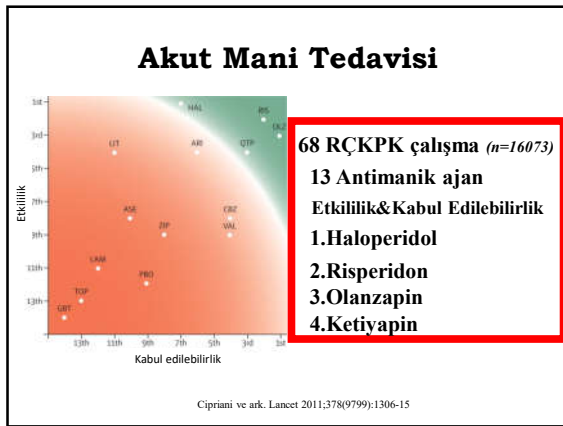 Akut Mani Tedavisi
1st
3rd
5th
7th
9th
11th
13th
Etkililik
HAL
RIS
OLZ
LIT
ARI
QTP
ASE
CBZ
ZIP
VAL
LAM
PBO
TOP
GBT
13th
11th
9th
7th
5th
3rd
1st
Kabul edilebilirlik
68 RÇKPK çalışma (n=16073)
13 Antimanik ajan
Etkililik&Kabul Edilebilirlik
1.Haloperidol
2.Risperidon
3.Olanzapin
4.Ketiyapin
Cipriani ve ark. Lancet 2011;378(9799):1306-15